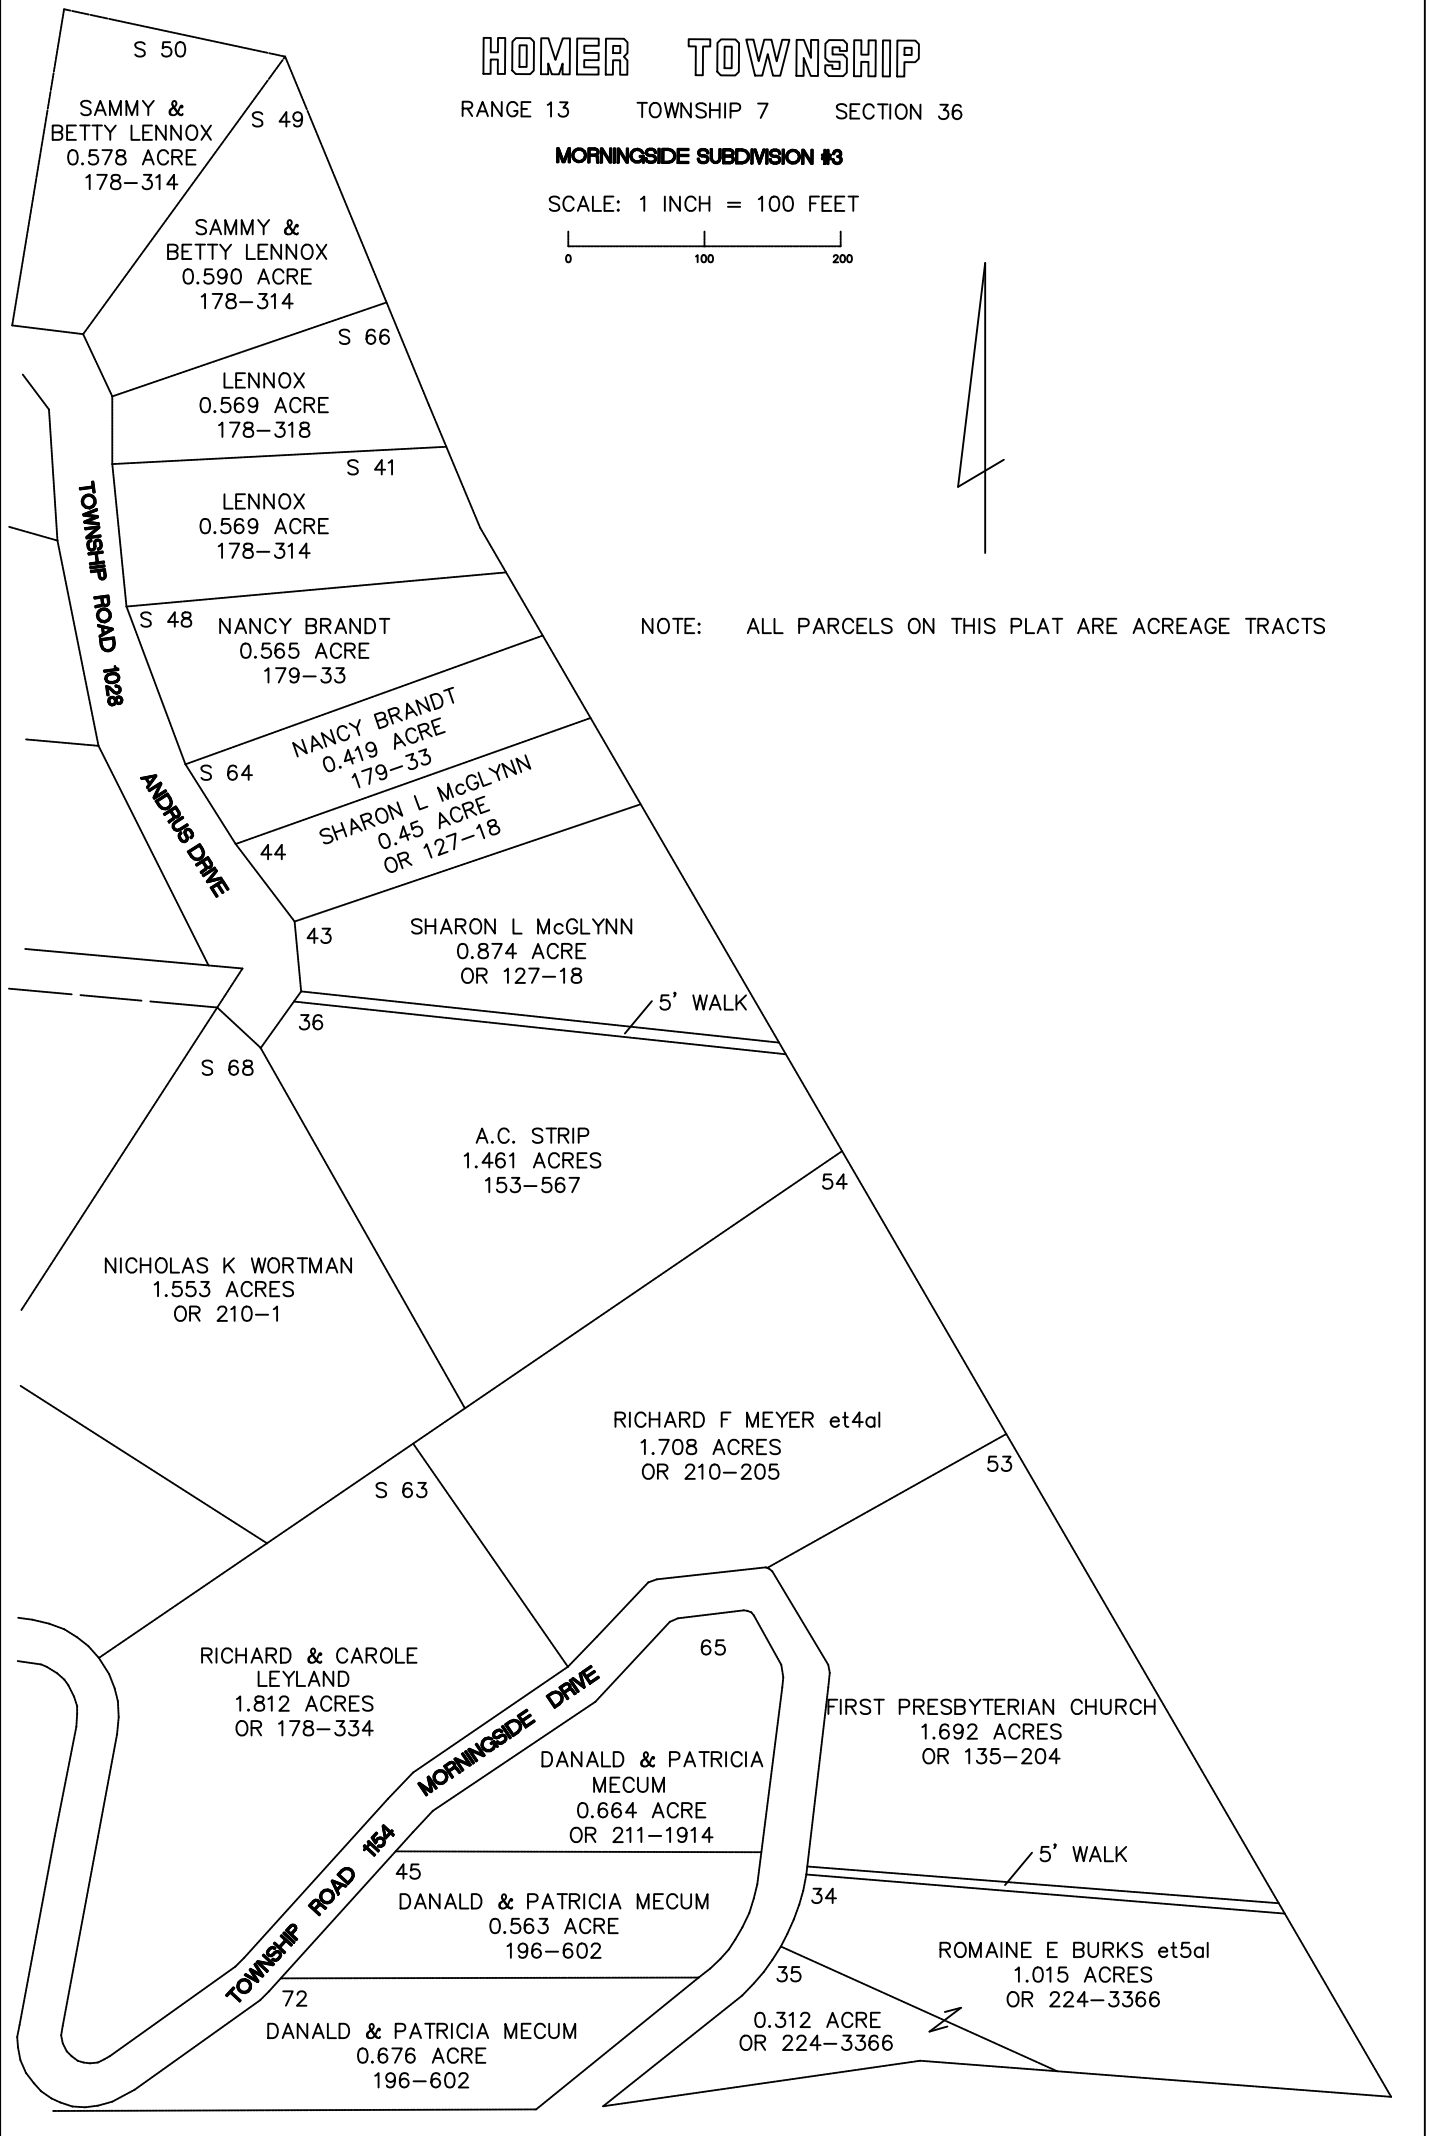 HOMER TOWNSHIP
RANGE 13 TOWNSHIP 7 SECTION 36
MORNINGSIDE SUBDIVISION #3
SCALE: 1 INCH = 100 FEET
0 100 200
S 50
SAMMY &
BETTY LENNOX
0.578 ACRE
178-314
S 49
SAMMY &
BETTY LENNOX
0.590 ACRE
178-314
S 66
LENNOX
0.569 ACRE
178-318
S 41
LENNOX
0.569 ACRE
178-314
TOWNSHIP ROAD 1028
S 48
NANCY BRANDT
0.565 ACRE
179-33
NOTE: ALL PARCELS ON THIS PLAT ARE ACREAGE TRACTS
S 64
NANCY BRANDT
0.419 ACRE
179-33
ANDRUS DRIVE
44
SHARON L McGLYNN
0.45 ACRE
OR 127-18
43
SHARON L McGLYNN
0.874 ACRE
OR 127-18
5' WALK
36
S 68
A.C. STRIP
1.461 ACRES
153-567
54
NICHOLAS K WORTMAN
1.553 ACRES
OR 210-1
RICHARD F MEYER et4al
1.708 ACRES
OR 210-205
53
S 63
RICHARD & CAROLE
LEYLAND
1.812 ACRES
OR 178-334
65
MORNINGSIDE DRIVE
FIRST PRESBYTERIAN CHURCH
1.692 ACRES
OR 135-204
DANALD & PATRICIA
MECUM
0.664 ACRE
OR 211-1914
TOWNSHIP ROAD 1154
5' WALK
45
DANALD & PATRICIA MECUM
0.563 ACRE
196-602
34
ROMAINE E BURKS et5al
1.015 ACRES
OR 224-3366
35
0.312 ACRE
OR 224-3366
72
DANALD & PATRICIA MECUM
0.676 ACRE
196-602